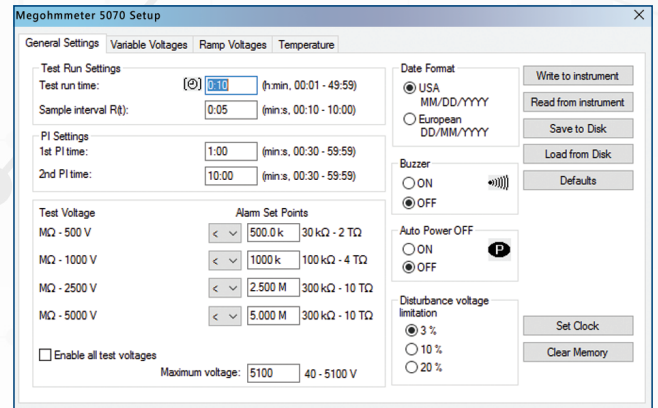 Megohmmeter 5070 Setup
General Settings Variable Voltages Ramp Voltages Temperature
Test Run Settings
Test run time: 0:10 (h:min, 00:01 - 49:59)
Sample interval R(t): 0:05 (min:s, 00:10 - 10:00)
PI Settings
1st PI time: 1:00 (min:s, 00:30 - 59:59)
2nd PI time: 10:00 (min:s, 00:30 - 59:59)
Test Voltage Alarm Set Points
MΩ - 500 V < 500.0 k 30 kΩ - 2 TΩ
MΩ - 1000 V < 1000 k 100 kΩ - 4 TΩ
MΩ - 2500 V < 2.500 M 300 kΩ - 10 TΩ
MΩ - 5000 V < 5.000 M 300 kΩ - 10 TΩ
Enable all test voltages
Maximum voltage: 5100 40 - 5100 V
Date Format
USA
MM/DD/YYYY
European
DD/MM/YYYY
Buzzer
ON
OFF
Auto Power OFF
ON P
OFF
Disturbance voltage
limitation
3 %
10 %
20 %
Write to instrument
Read from instrument
Save to Disk
Load from Disk
Defaults
Set Clock
Clear Memory